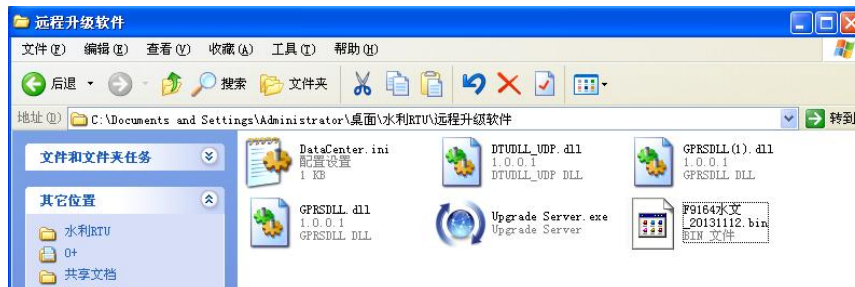 远程升级软件
文件(F) 编辑(E) 查看(V) 收藏(A) 工具(T) 帮助(H)
后退 搜索 文件夹
地址(D) C:\Documents and Settings\Administrator\桌面\水利RTU\远程升级软件 转到
文件和文件夹任务
其它位置
水利RTU
0+
共享文档
DataCenter.ini
配置设置
1 KB
DTUDLL_UDP.dll
1.0.0.1
DTUDLL_UDP DLL
GPRSDLL(1).dll
1.0.0.1
GPRSDLL DLL
GPRSDLL.dll
1.0.0.1
GPRSDLL DLL
Upgrade Server.exe
Upgrade Server
F9164水文
_20131112.bin
BIN 文件